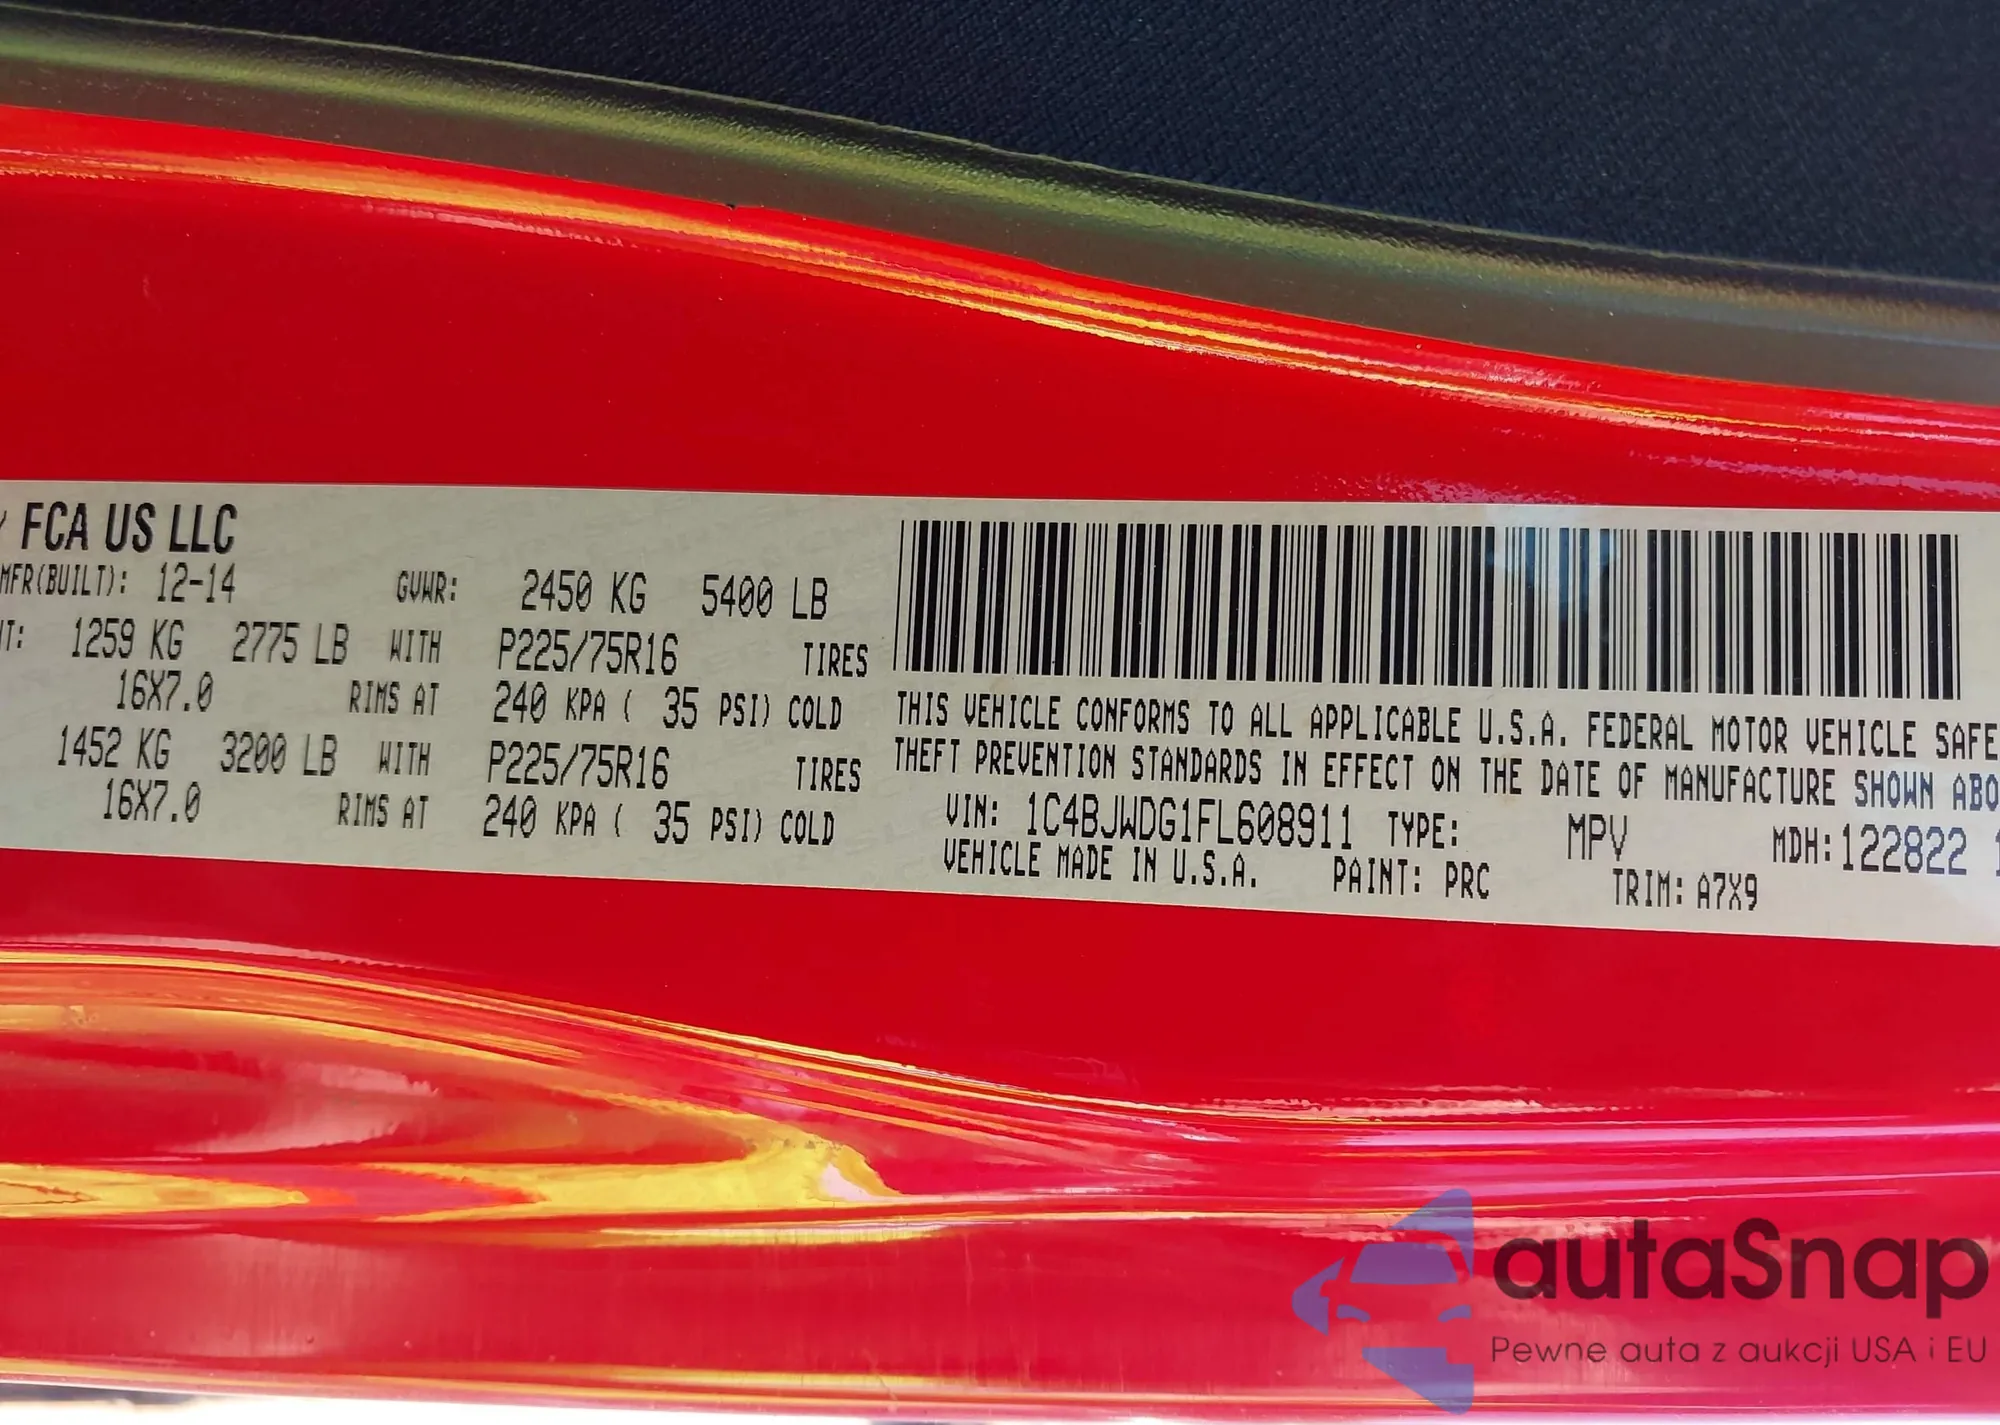 FCA US LLC
MFR(BUILT): 12-14 GVWR: 2450 KG 5400 LB
1259 KG 2775 LB WITH P225/75R16 TIRES
16X7.0 RIMS AT 240 KPA ( 35 PSI) COLD
1452 KG 3200 LB WITH P225/75R16 TIRES
16X7.0 RIMS AT 240 KPA ( 35 PSI) COLD
THIS VEHICLE CONFORMS TO ALL APPLICABLE U.S.A. FEDERAL MOTOR VEHICLE SAFE
THEFT PREVENTION STANDARDS IN EFFECT ON THE DATE OF MANUFACTURE SHOWN ABO
VIN: 1C4BJWDG1FL608911 TYPE: MPV MDH: 122822
VEHICLE MADE IN U.S.A. PAINT: PRC TRIM: A7X9
autaSnap
Pewne auta z aukcji USA i EU